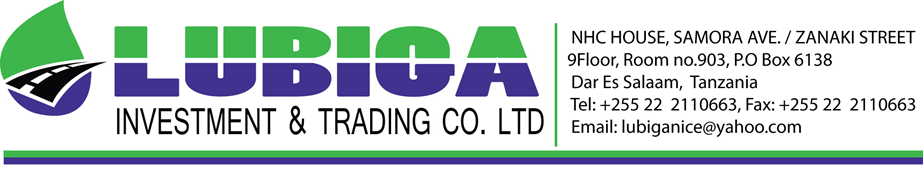 LUBIGA
INVESTMENT & TRADING CO. LTD
NHC HOUSE, SAMORA AVE. / ZANAKI STREET
9Floor, Room no.903, P.O Box 6138
Dar Es Salaam, Tanzania
Tel: +255 22 2110663, Fax: +255 22 2110663
Email: lubiganice@yahoo.com